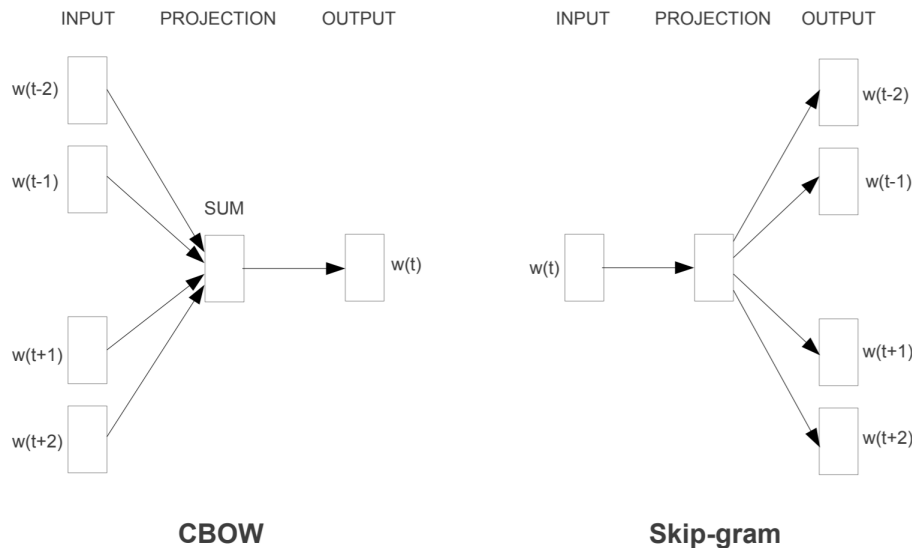 INPUT PROJECTION OUTPUT
w(t-2)
w(t-1)
SUM
w(t)
w(t+1)
w(t+2)
CBOW
INPUT PROJECTION OUTPUT
w(t-2)
w(t-1)
w(t)
w(t+1)
w(t+2)
Skip-gram